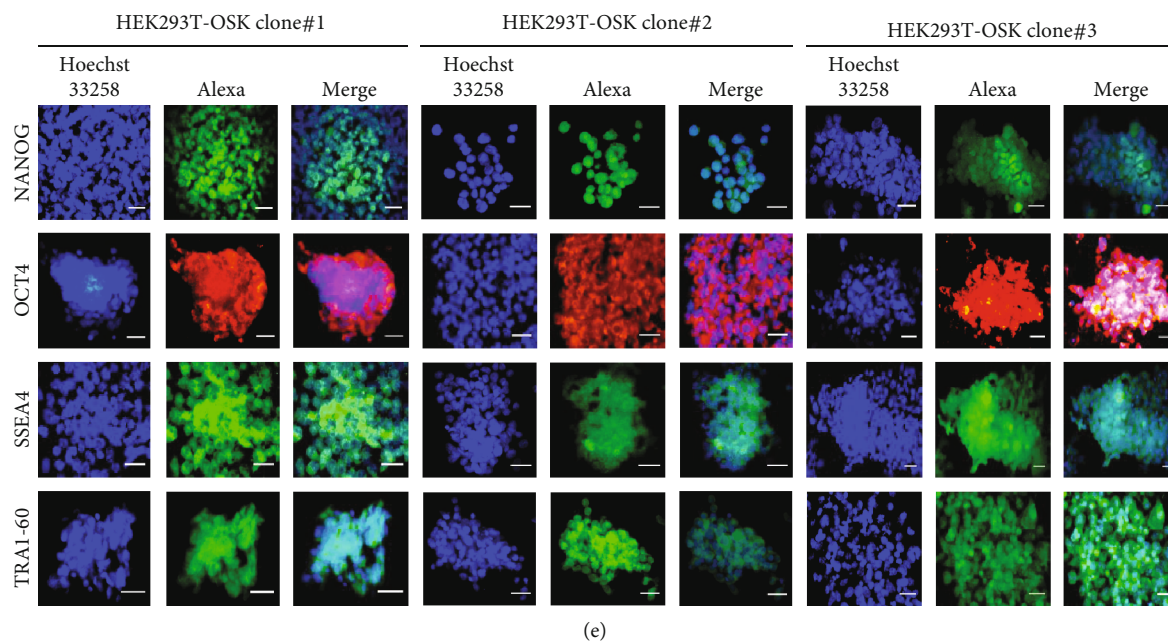 HEK293T-OSK clone#1 HEK293T-OSK clone#2 HEK293T-OSK clone#3
Hoechst 33258 Alexa Merge Hoechst 33258 Alexa Merge Hoechst 33258 Alexa Merge
NANOG
OCT4
SSEA4
TRA1-60
(e)